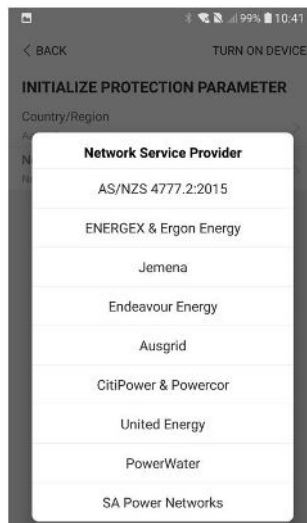 99% 10:41
BACK TURN ON DEVICE
INITIALIZE PROTECTION PARAMETER
Country/Region
Network Service Provider
AS/NZS 4777.2:2015
ENERGEX & Ergon Energy
Jemena
Endeavour Energy
Ausgrid
CitiPower & Powercor
United Energy
PowerWater
SA Power Networks